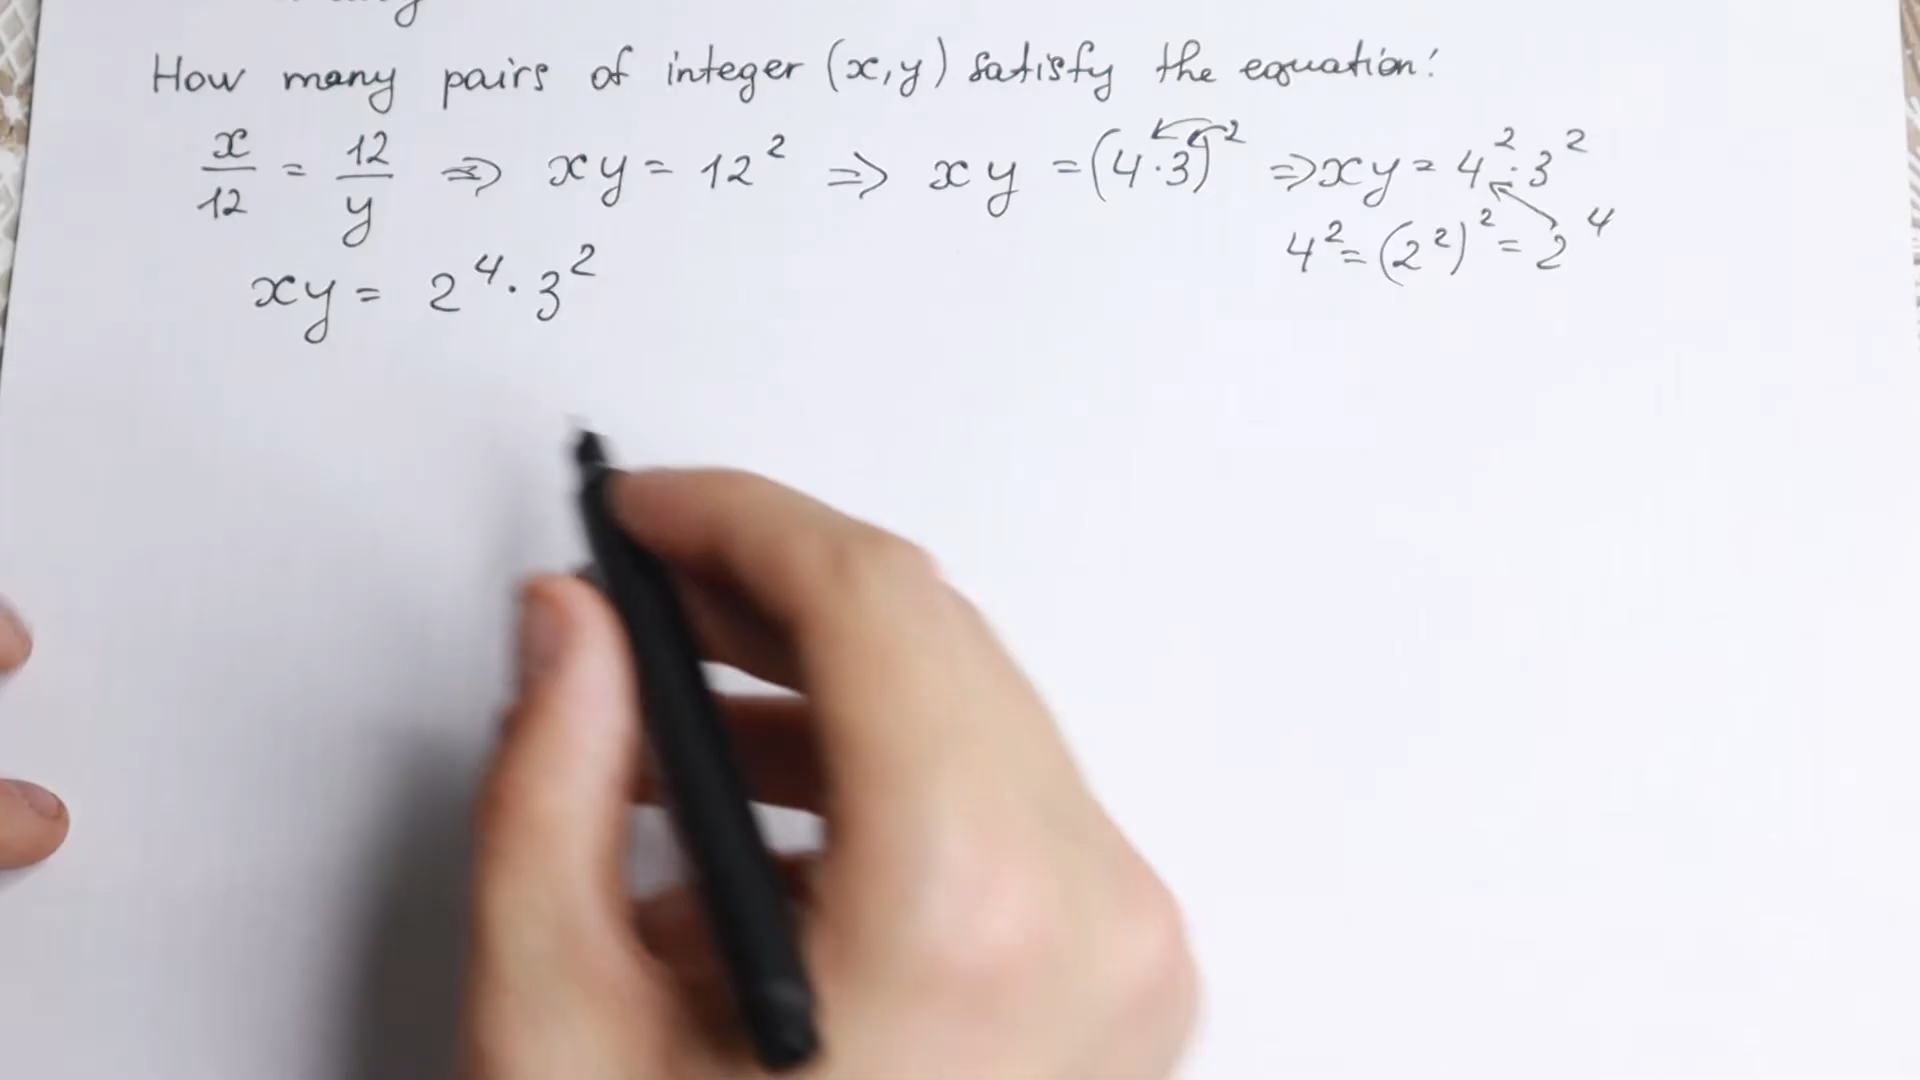 How many pairs of integer (x,y) satisfy the equation:
x/12 = 12/y ⇒ xy = 12² ⇒ xy = (4·3)² ⇒ xy = 4²·3²
4² = (2²)² = 2⁴
xy = 2⁴·3²